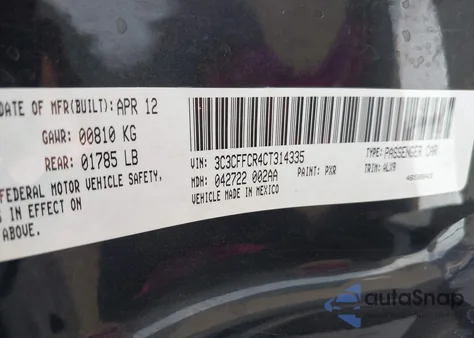 DATE OF MFR(BUILT): APR 12
GAWR: 00810 KG
REAR: 01785 LB
FEDERAL MOTOR VEHICLE SAFETY,
S IN EFFECT ON
ABOVE.
VIN: 3C3CFFCR4CT314335
MDH: 042722 002AA
VEHICLE MADE IN MEXICO
PAINT: PXR
TYPE: PASSENGER CAR
TRIM: ALX9
autoSnap